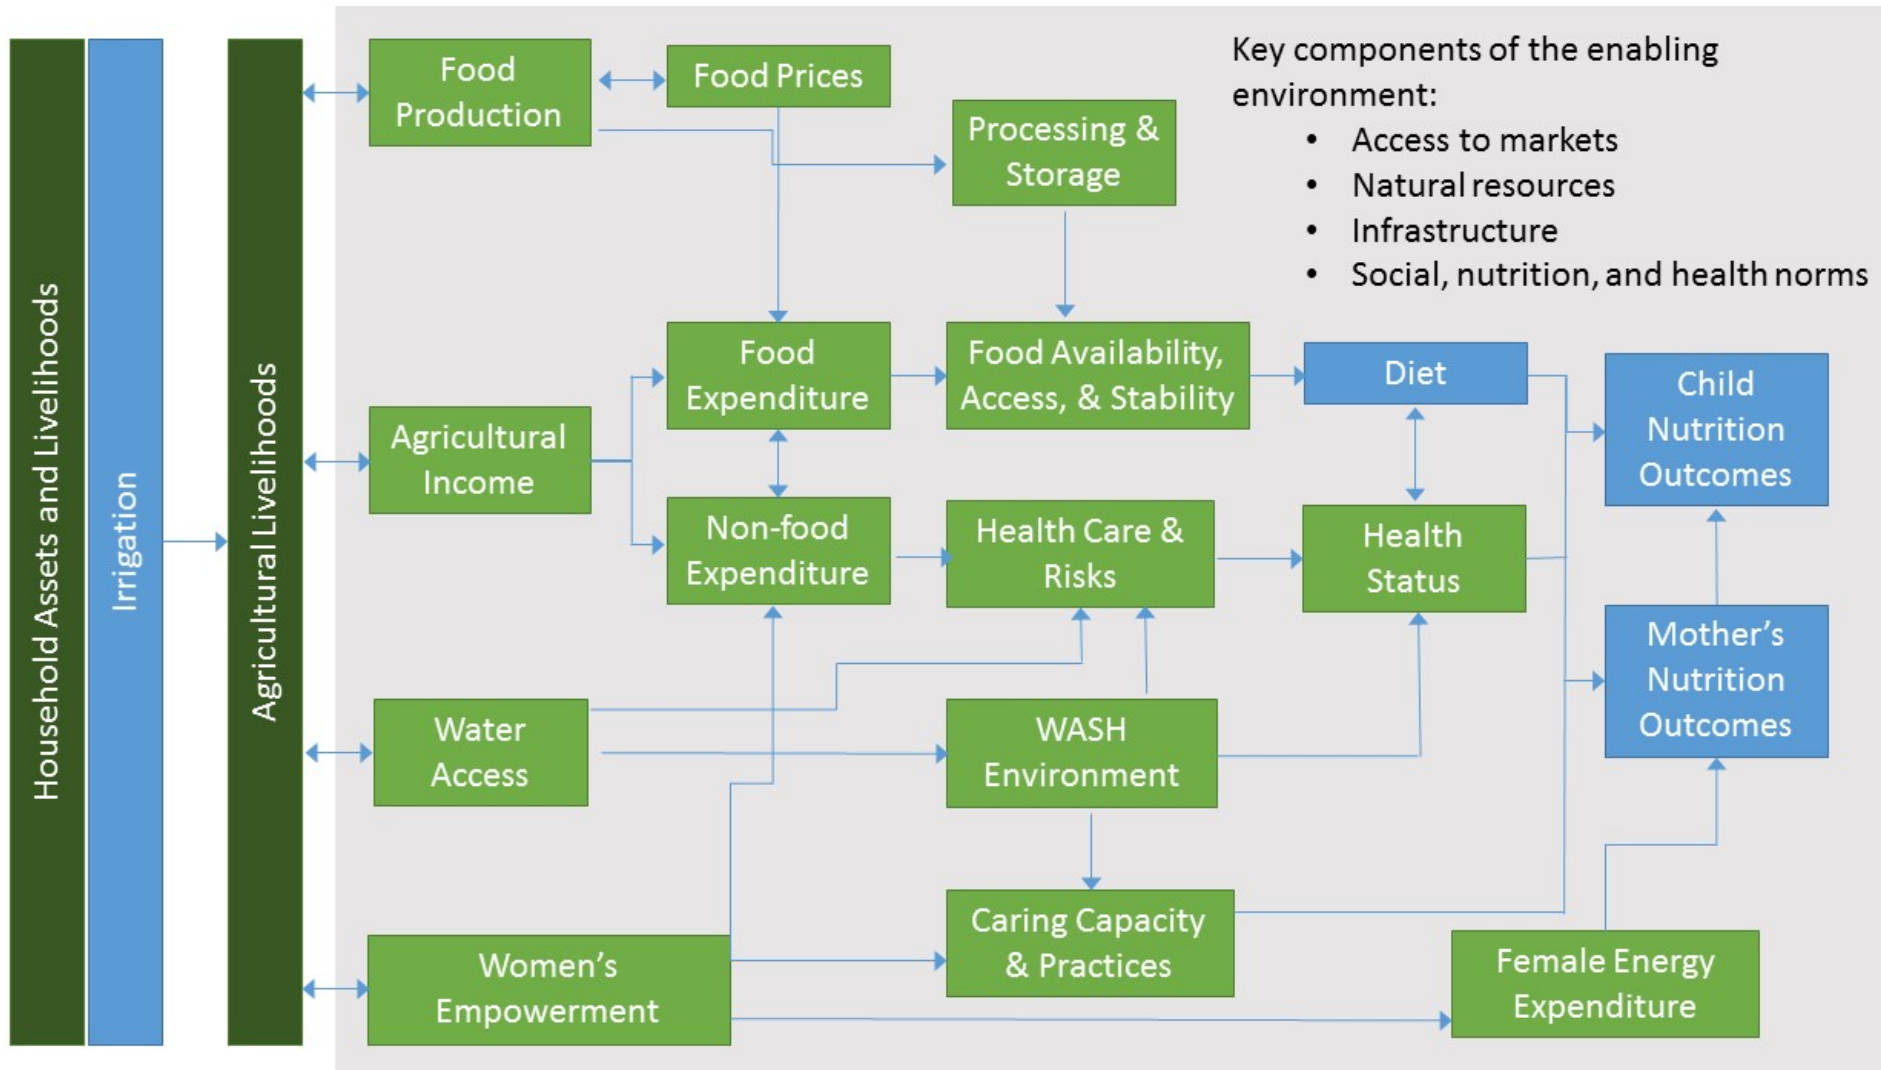 Household Assets and Livelihoods
Irrigation
Agricultural Livelihoods
Food
Production
Food Prices
Processing &
Storage
Key components of the enabling
environment:
• Access to markets
• Natural resources
• Infrastructure
• Social, nutrition, and health norms
Agricultural
Income
Food
Expenditure
Food Availability,
Access, & Stability
Diet
Child
Nutrition
Outcomes
Non-food
Expenditure
Health Care &
Risks
Health
Status
Mother’s
Nutrition
Outcomes
Water
Access
WASH
Environment
Women’s
Empowerment
Caring Capacity
& Practices
Female Energy
Expenditure